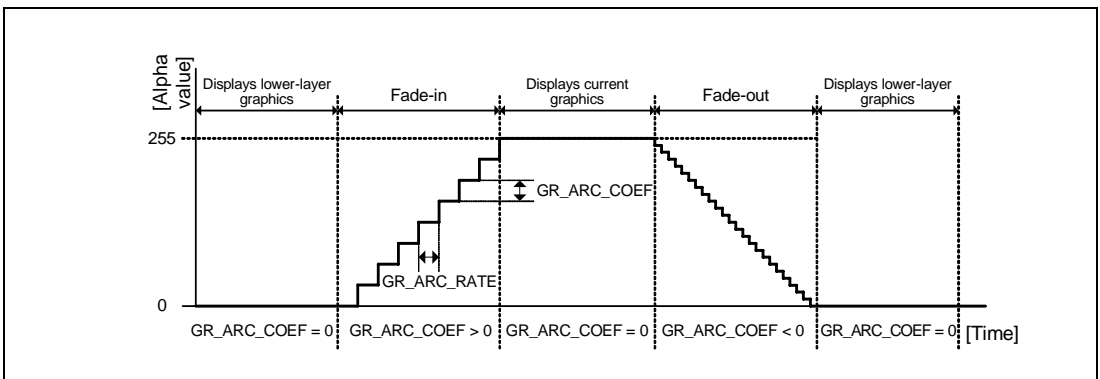 [Alpha
value]
Displays lower-layer
graphics
Fade-in
Displays current
graphics
Fade-out
Displays lower-layer
graphics
255
GR_ARC_COEF
GR_ARC_RATE
0
GR_ARC_COEF = 0
GR_ARC_COEF > 0
GR_ARC_COEF = 0
GR_ARC_COEF < 0
GR_ARC_COEF = 0
[Time]